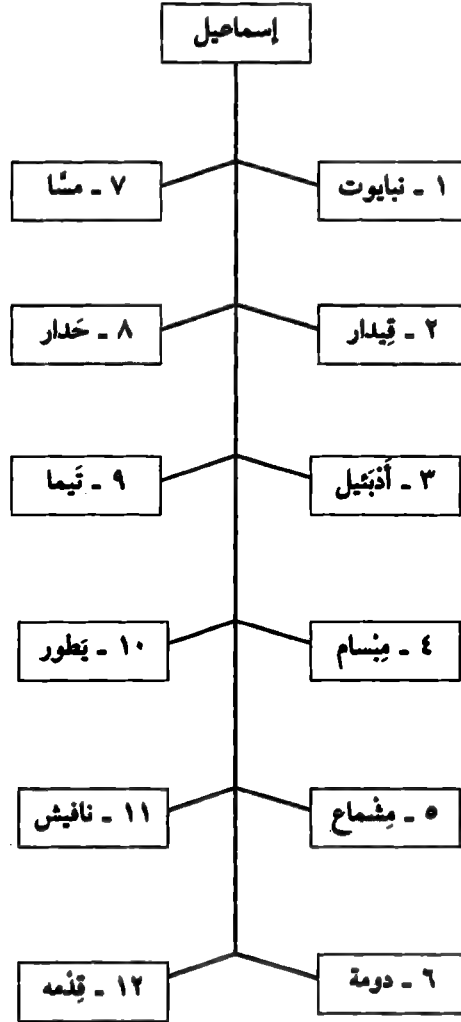 إسماعيل
١ ـ نبايوت
٧ ـ مسَّا
٢ ـ قِيدار
٨ ـ حَدار
٣ ـ أَذْبَئيل
٩ ـ تَيما
٤ ـ مِبْسام
١٠ ـ يَطور
٥ ـ مِشْماع
١١ ـ نافيش
٦ ـ دومة
١٢ ـ قِدْمه